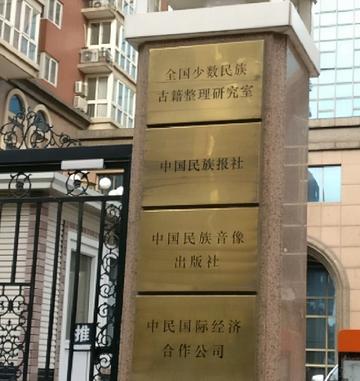 全国少数民族
古籍整理研究室
中国民族报社
中国民族音像
出版社
中民国际经济
合作公司
推